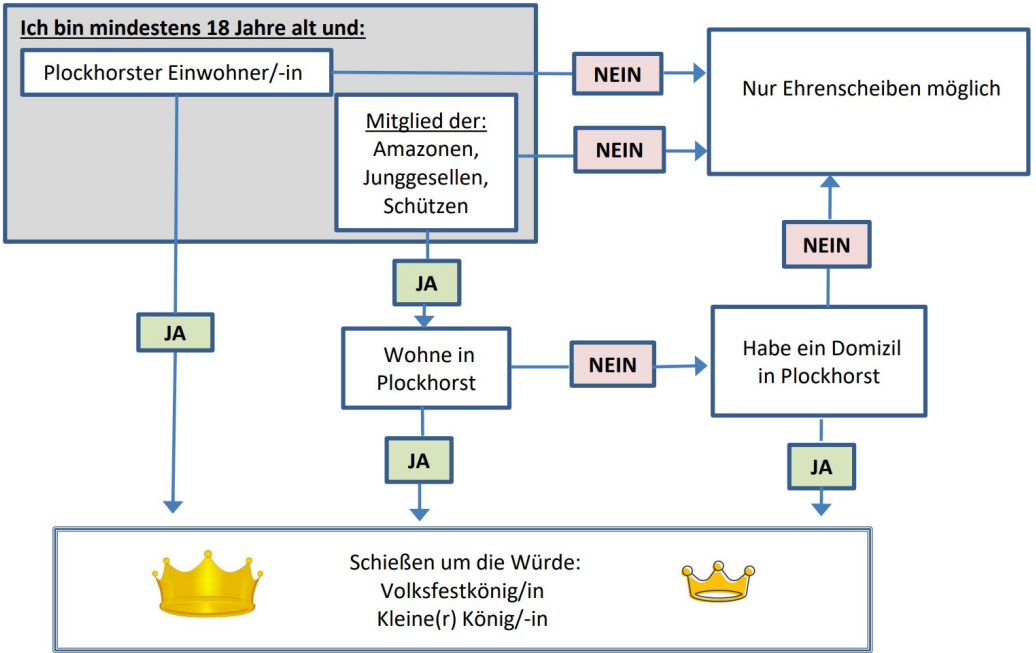 Ich bin mindestens 18 Jahre alt und:
Plockhorster Einwohner/-in
NEIN
Nur Ehrenscheiben möglich
Mitglied der:
Amazonen,
Junggesellen,
Schützen
NEIN
NEIN
JA
JA
Wohne in
Plockhorst
NEIN
Habe ein Domizil
in Plockhorst
JA
JA
Schießen um die Würde:
Volksfestkönig/in
Kleine(r) König/-in